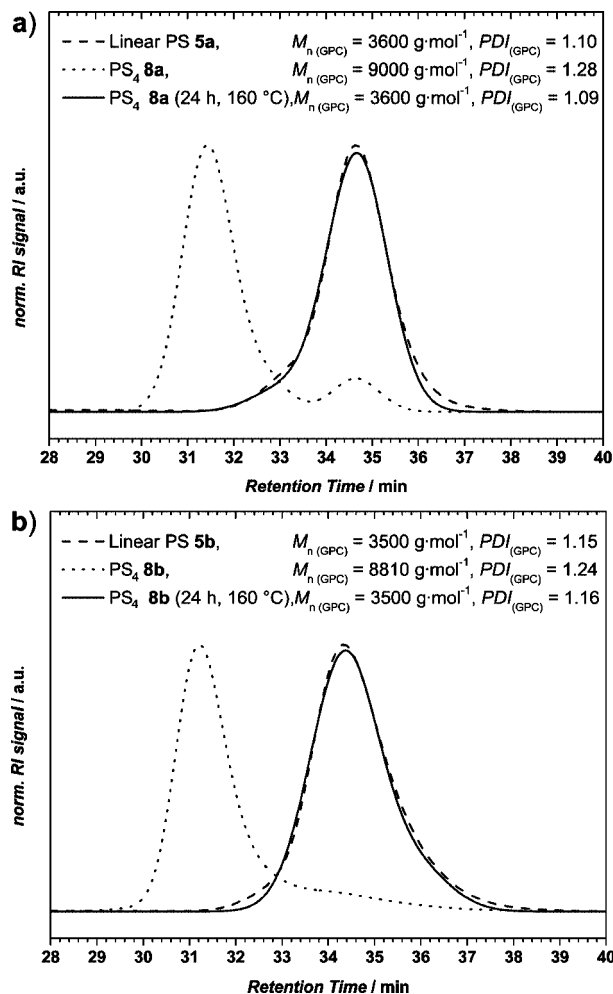 a)
Linear PS 5a, Mn (GPC) = 3600 g·mol-1, PDI(GPC) = 1.10
PS4 8a, Mn (GPC) = 9000 g·mol-1, PDI(GPC) = 1.28
PS4 8a (24 h, 160 °C), Mn (GPC) = 3600 g·mol-1, PDI(GPC) = 1.09
norm. RI signal / a.u.
28 29 30 31 32 33 34 35 36 37 38 39 40
Retention Time / min
b)
Linear PS 5b, Mn (GPC) = 3500 g·mol-1, PDI(GPC) = 1.15
PS4 8b, Mn (GPC) = 8810 g·mol-1, PDI(GPC) = 1.24
PS4 8b (24 h, 160 °C), Mn (GPC) = 3500 g·mol-1, PDI(GPC) = 1.16
norm. RI signal / a.u.
28 29 30 31 32 33 34 35 36 37 38 39 40
Retention Time / min